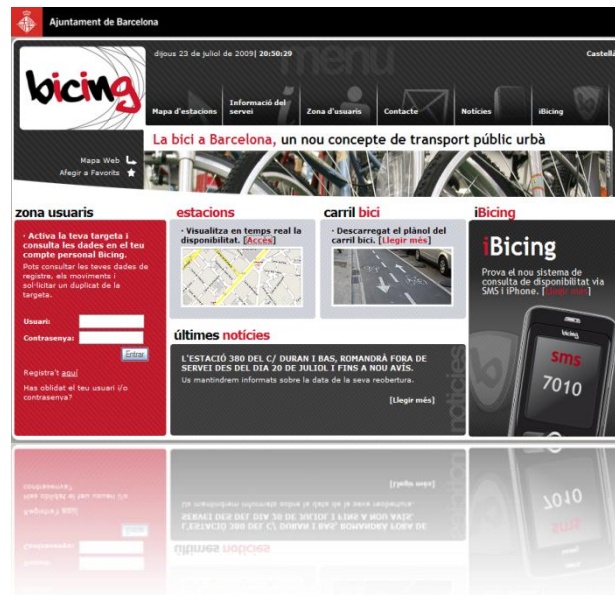 Ajuntament de Barcelona
dijous 23 de juliol de 2009| 20:50:29
menu
Castellà
bicing
Mapa d'estacions
Informació del
servei
Zona d'usuaris
Contacte
Notícies
iBicing
La bici a Barcelona, un nou concepte de transport públic urbà
Mapa Web
Afegir a Favorits
zona usuaris
· Activa la teva targeta i
consulta les dades en el teu
compte personal Bicing.
Pots consultar les teves dades de
registre, els moviments i
sol·licitar un duplicat de la
targeta.
Usuari:
Contrasenya:
Entrar
Registra't aquí
Has oblidat el teu usuari i/o
contrasenya?
estacions
· Visualitza en temps real la
disponibilitat. [Accés]
carril bici
· Descarregat el plànol del
carril bici. [Llegir més]
últimes notícies
L'ESTACIÓ 380 DEL C/ DURAN I BAS, ROMANDRÀ FORA DE
SERVEI DES DEL DIA 20 DE JULIOL I FINS A NOU AVÍS.
Us mantindrem informats sobre la data de la seva reobertura.
[Llegir més]
notícies
iBicing
iBicing
Prova el nou sistema de
consulta de disponibilitat via
SMS i iPhone. [Llegir més]
bicing
sms
7010